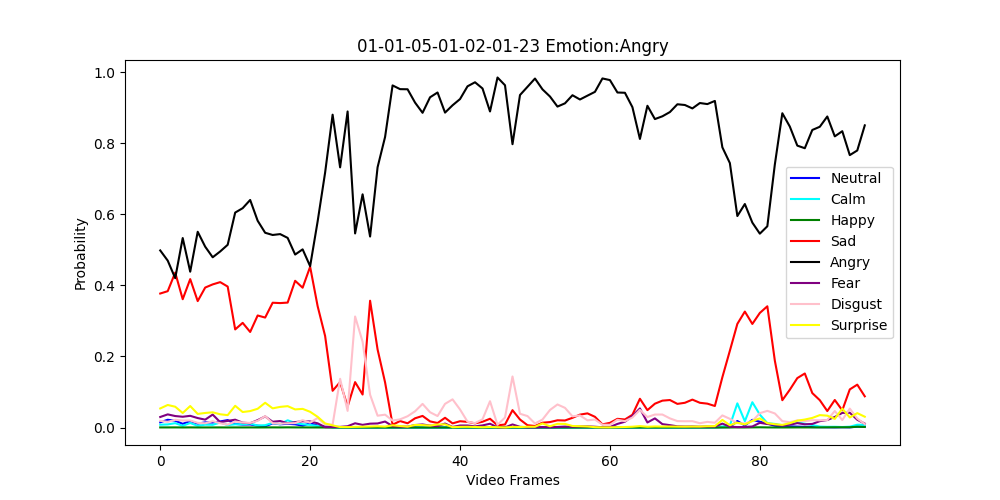 01-01-05-01-02-01-23 Emotion:Angry
1.0
0.8
0.6
0.4
0.2
0.0
Probability
0 20 40 60 80
Video Frames
Neutral
Calm
Happy
Sad
Angry
Fear
Disgust
Surprise